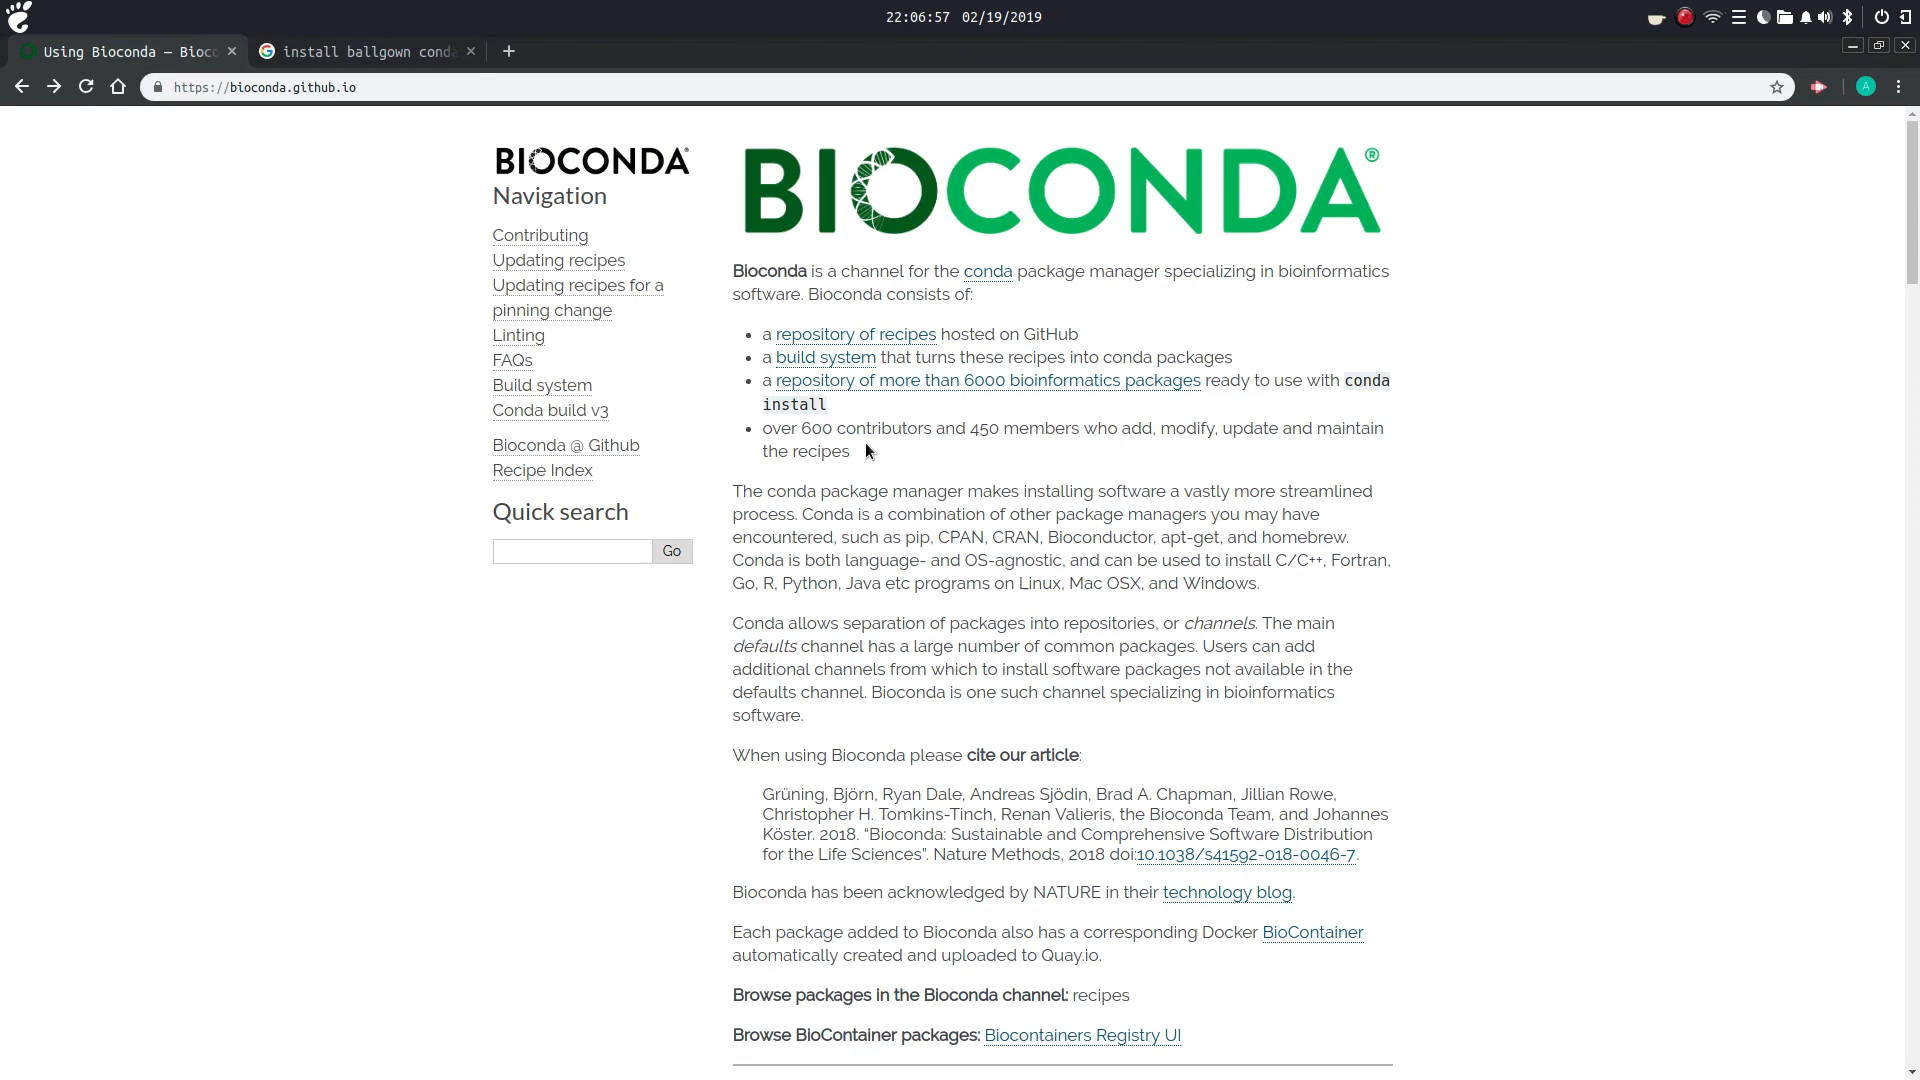 22:06:57 02/19/2019
Using Bioconda — Bioco
install ballgown conda
https://bioconda.github.io
A
BIOCONDA®
Navigation
Contributing
Updating recipes
Updating recipes for a
pinning change
Linting
FAQs
Build system
Conda build v3
Bioconda @ Github
Recipe Index
Quick search
Go
BIOCONDA®
Bioconda is a channel for the conda package manager specializing in bioinformatics
software. Bioconda consists of:
• a repository of recipes hosted on GitHub
• a build system that turns these recipes into conda packages
• a repository of more than 6000 bioinformatics packages ready to use with conda
install
• over 600 contributors and 450 members who add, modify, update and maintain
the recipes
The conda package manager makes installing software a vastly more streamlined
process. Conda is a combination of other package managers you may have
encountered, such as pip, CPAN, CRAN, Bioconductor, apt-get, and homebrew.
Conda is both language- and OS-agnostic, and can be used to install C/C++, Fortran,
Go, R, Python, Java etc programs on Linux, Mac OSX, and Windows.
Conda allows separation of packages into repositories, or channels. The main
defaults channel has a large number of common packages. Users can add
additional channels from which to install software packages not available in the
defaults channel. Bioconda is one such channel specializing in bioinformatics
software.
When using Bioconda please cite our article:
Grüning, Björn, Ryan Dale, Andreas Sjödin, Brad A. Chapman, Jillian Rowe,
Christopher H. Tomkins-Tinch, Renan Valieris, the Bioconda Team, and Johannes
Köster. 2018. “Bioconda: Sustainable and Comprehensive Software Distribution
for the Life Sciences”. Nature Methods, 2018 doi:10.1038/s41592-018-0046-7.
Bioconda has been acknowledged by NATURE in their technology blog.
Each package added to Bioconda also has a corresponding Docker BioContainer
automatically created and uploaded to Quay.io.
Browse packages in the Bioconda channel: recipes
Browse BioContainer packages: Biocontainers Registry UI